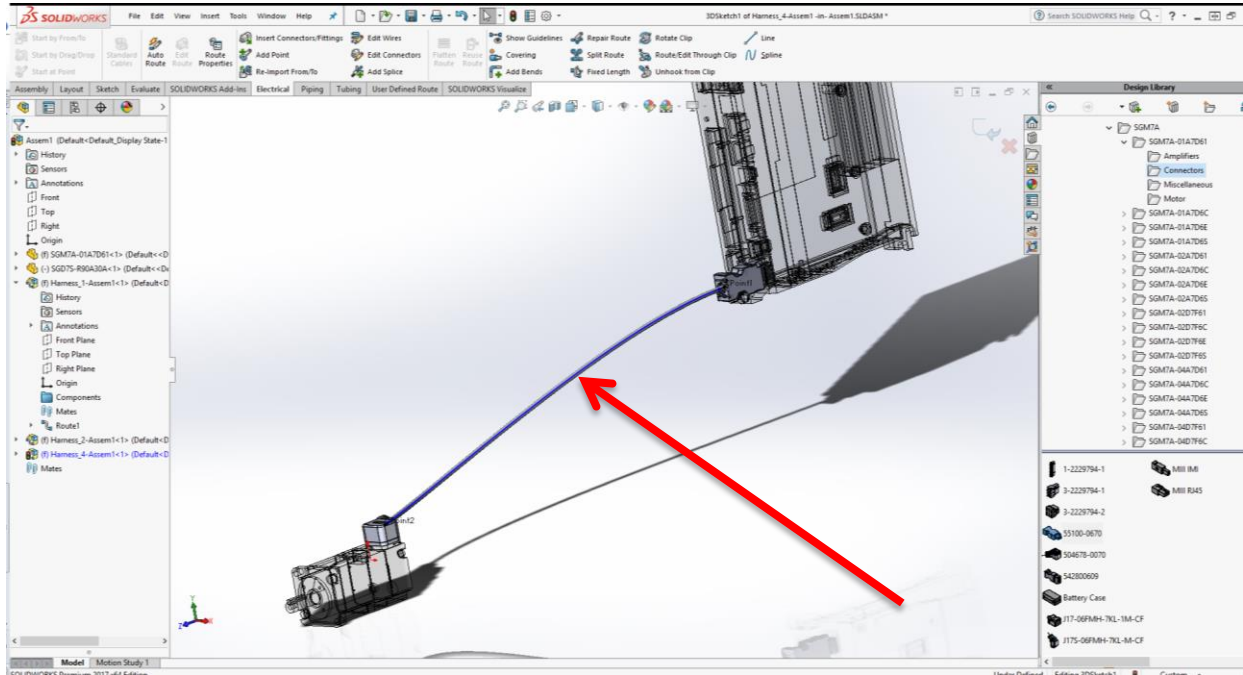 SOLIDWORKS File Edit View Insert Tools Window Help 3DSketch1 of Harness_4-Assem1 -in- Assem1.SLDASM * Search SOLIDWORKS Help
Start by From/To
Start by Drag/Drop
Start at Point
Standard Cables
Auto Route
Edit Route
Route Properties
Insert Connectors/Fittings
Add Point
Re-Import From/To
Edit Wires
Edit Connectors
Add Splice
Flatten Route
Reuse Route
Show Guidelines
Covering
Add Bends
Repair Route
Split Route
Fixed Length
Rotate Clip
Route/Edit Through Clip
Unhook from Clip
Line
Spline
Assembly Layout Sketch Evaluate SOLIDWORKS Add-Ins Electrical Piping Tubing User Defined Route SOLIDWORKS Visualize
Assem1 (Default<Default_Display State-1
History
Sensors
Annotations
Front
Top
Right
Origin
(f) SGM7A-01A7D61<1> (Default<<D
(-) SGD7S-R90A30A<1> (Default<<De
(f) Harness_1-Assem1<1> (Default<D
History
Sensors
Annotations
Front Plane
Top Plane
Right Plane
Origin
Components
Mates
Route1
(f) Harness_2-Assem1<1> (Default<D
(f) Harness_4-Assem1<1> (Default<D
Mates
Point1
Point2
Y
Z
Design Library
SGM7A
SGM7A-01A7D61
Amplifiers
Connectors
Miscellaneous
Motor
SGM7A-01A7D6C
SGM7A-01A7D6E
SGM7A-01A7D6S
SGM7A-02A7D61
SGM7A-02A7D6C
SGM7A-02A7D6E
SGM7A-02A7D6S
SGM7A-02D7F61
SGM7A-02D7F6C
SGM7A-02D7F6E
SGM7A-02D7F6S
SGM7A-04A7D61
SGM7A-04A7D6C
SGM7A-04A7D6E
SGM7A-04A7D6S
SGM7A-04D7F61
SGM7A-04D7F6C
1-2229794-1
MIII IMI
3-2229794-1
MIII RJ45
3-2229794-2
55100-0670
504678-0070
542800609
Battery Case
J17-06FMH-7KL-1M-CF
J17S-06FMH-7KL-M-CF
Model Motion Study 1
SOLIDWORKS Premium 2017 x64 Edition Under Defined Editing 3DSketch1 Custom